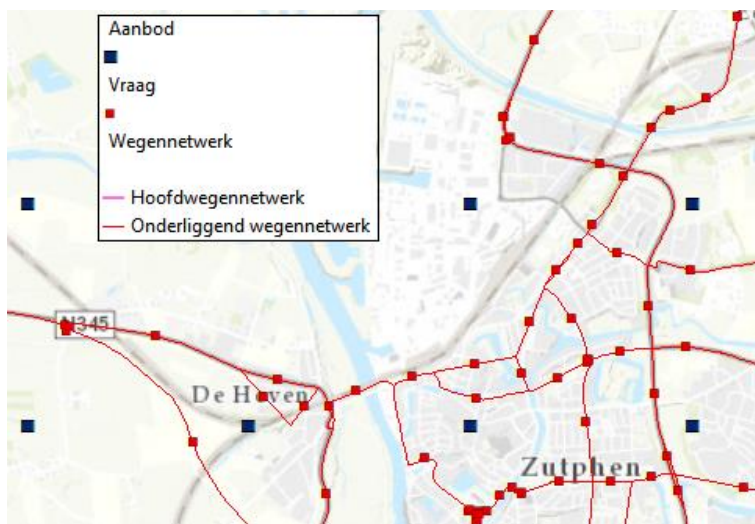 Aanbod
Vraag
Wegennetwerk
Hoofdwegennetwerk
Onderliggend wegennetwerk
N345
De Hoven
Zutphen